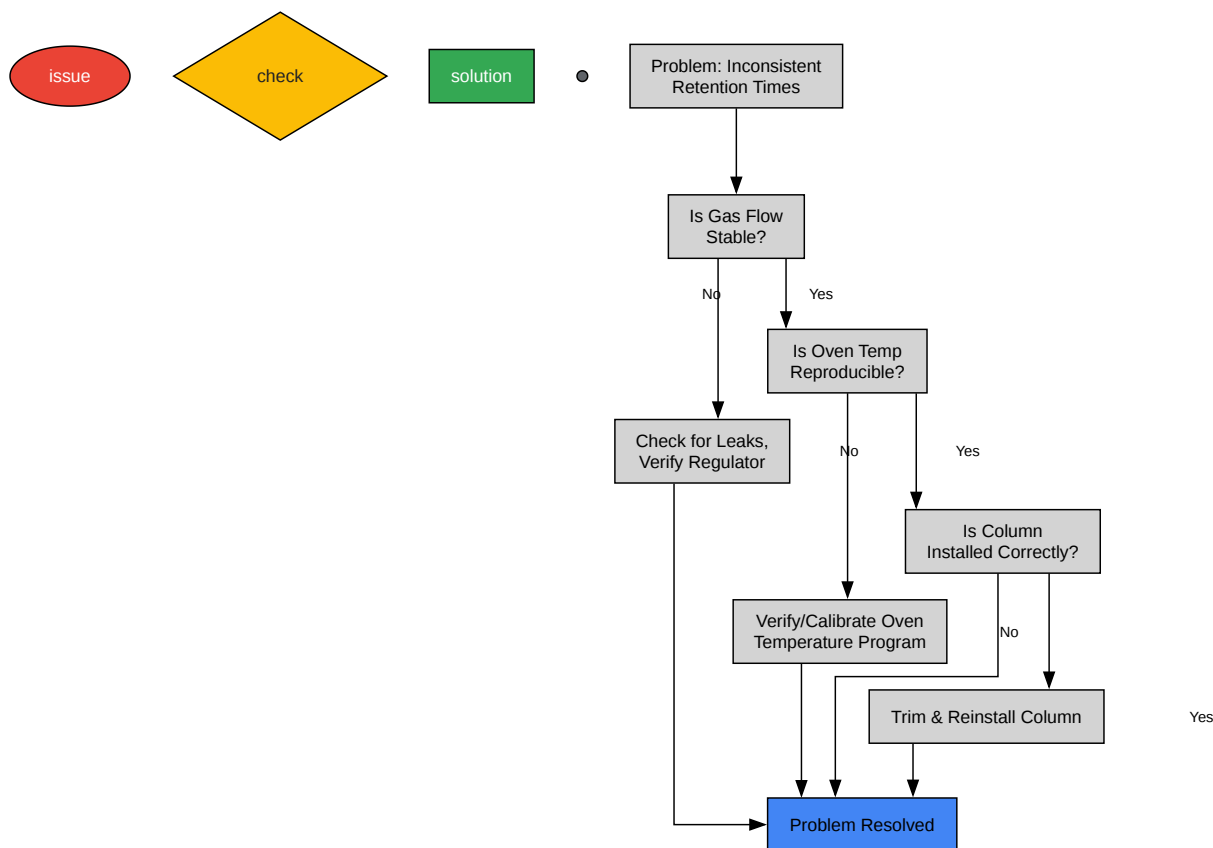 issue
check
solution
Problem: Inconsistent
Retention Times
Is Gas Flow
Stable?
No
Yes
Is Oven Temp
Reproducible?
Check for Leaks,
Verify Regulator
No
Yes
Is Column
Installed Correctly?
Verify/Calibrate Oven
Temperature Program
No
Trim & Reinstall Column
Yes
Problem Resolved